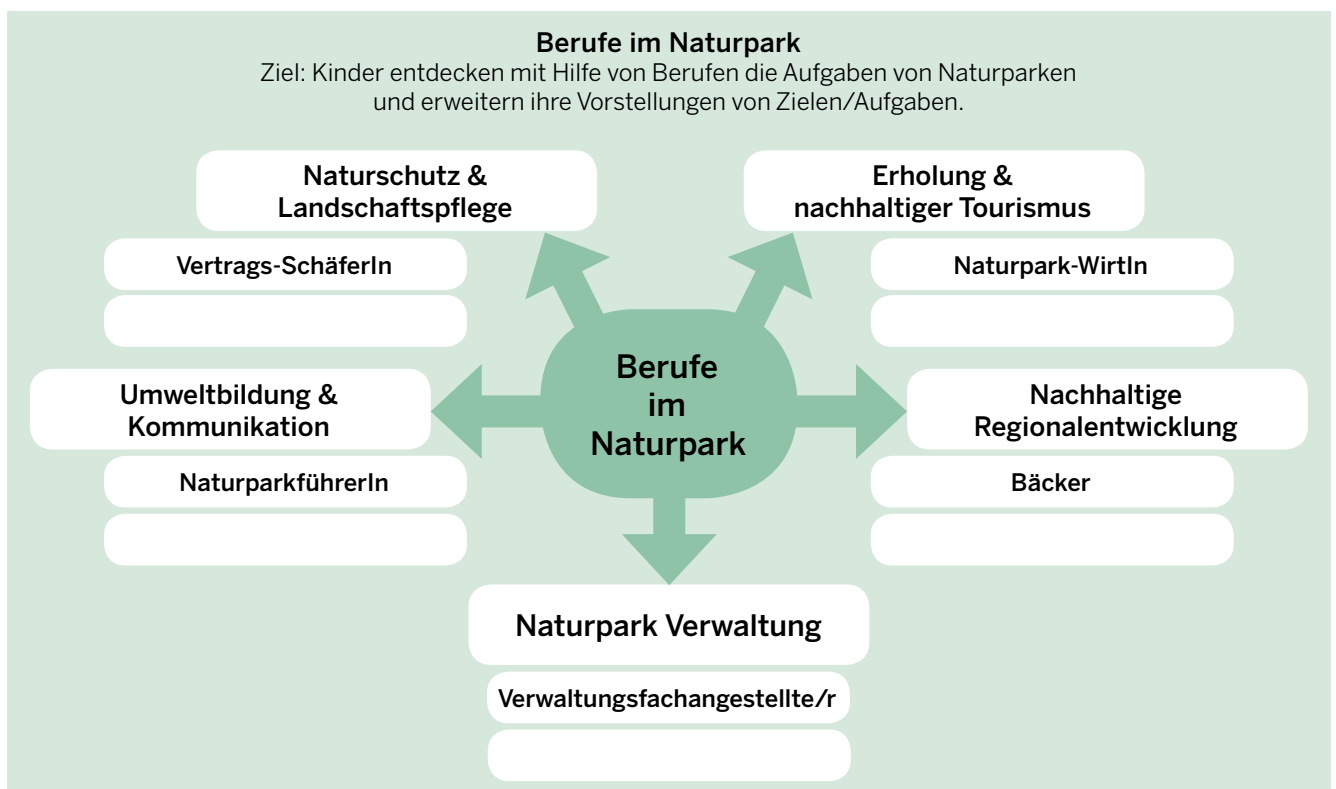 Berufe im Naturpark
Ziel: Kinder entdecken mit Hilfe von Berufen die Aufgaben von Naturparken
und erweitern ihre Vorstellungen von Zielen/Aufgaben.
Naturschutz &
Landschaftspflege
Vertrags-SchäferIn
Erholung &
nachhaltiger Tourismus
Naturpark-WirtIn
Berufe
im
Naturpark
Umweltbildung &
Kommunikation
NaturparkführerIn
Nachhaltige
Regionalentwicklung
Bäcker
Naturpark Verwaltung
Verwaltungsfachangestellte/r